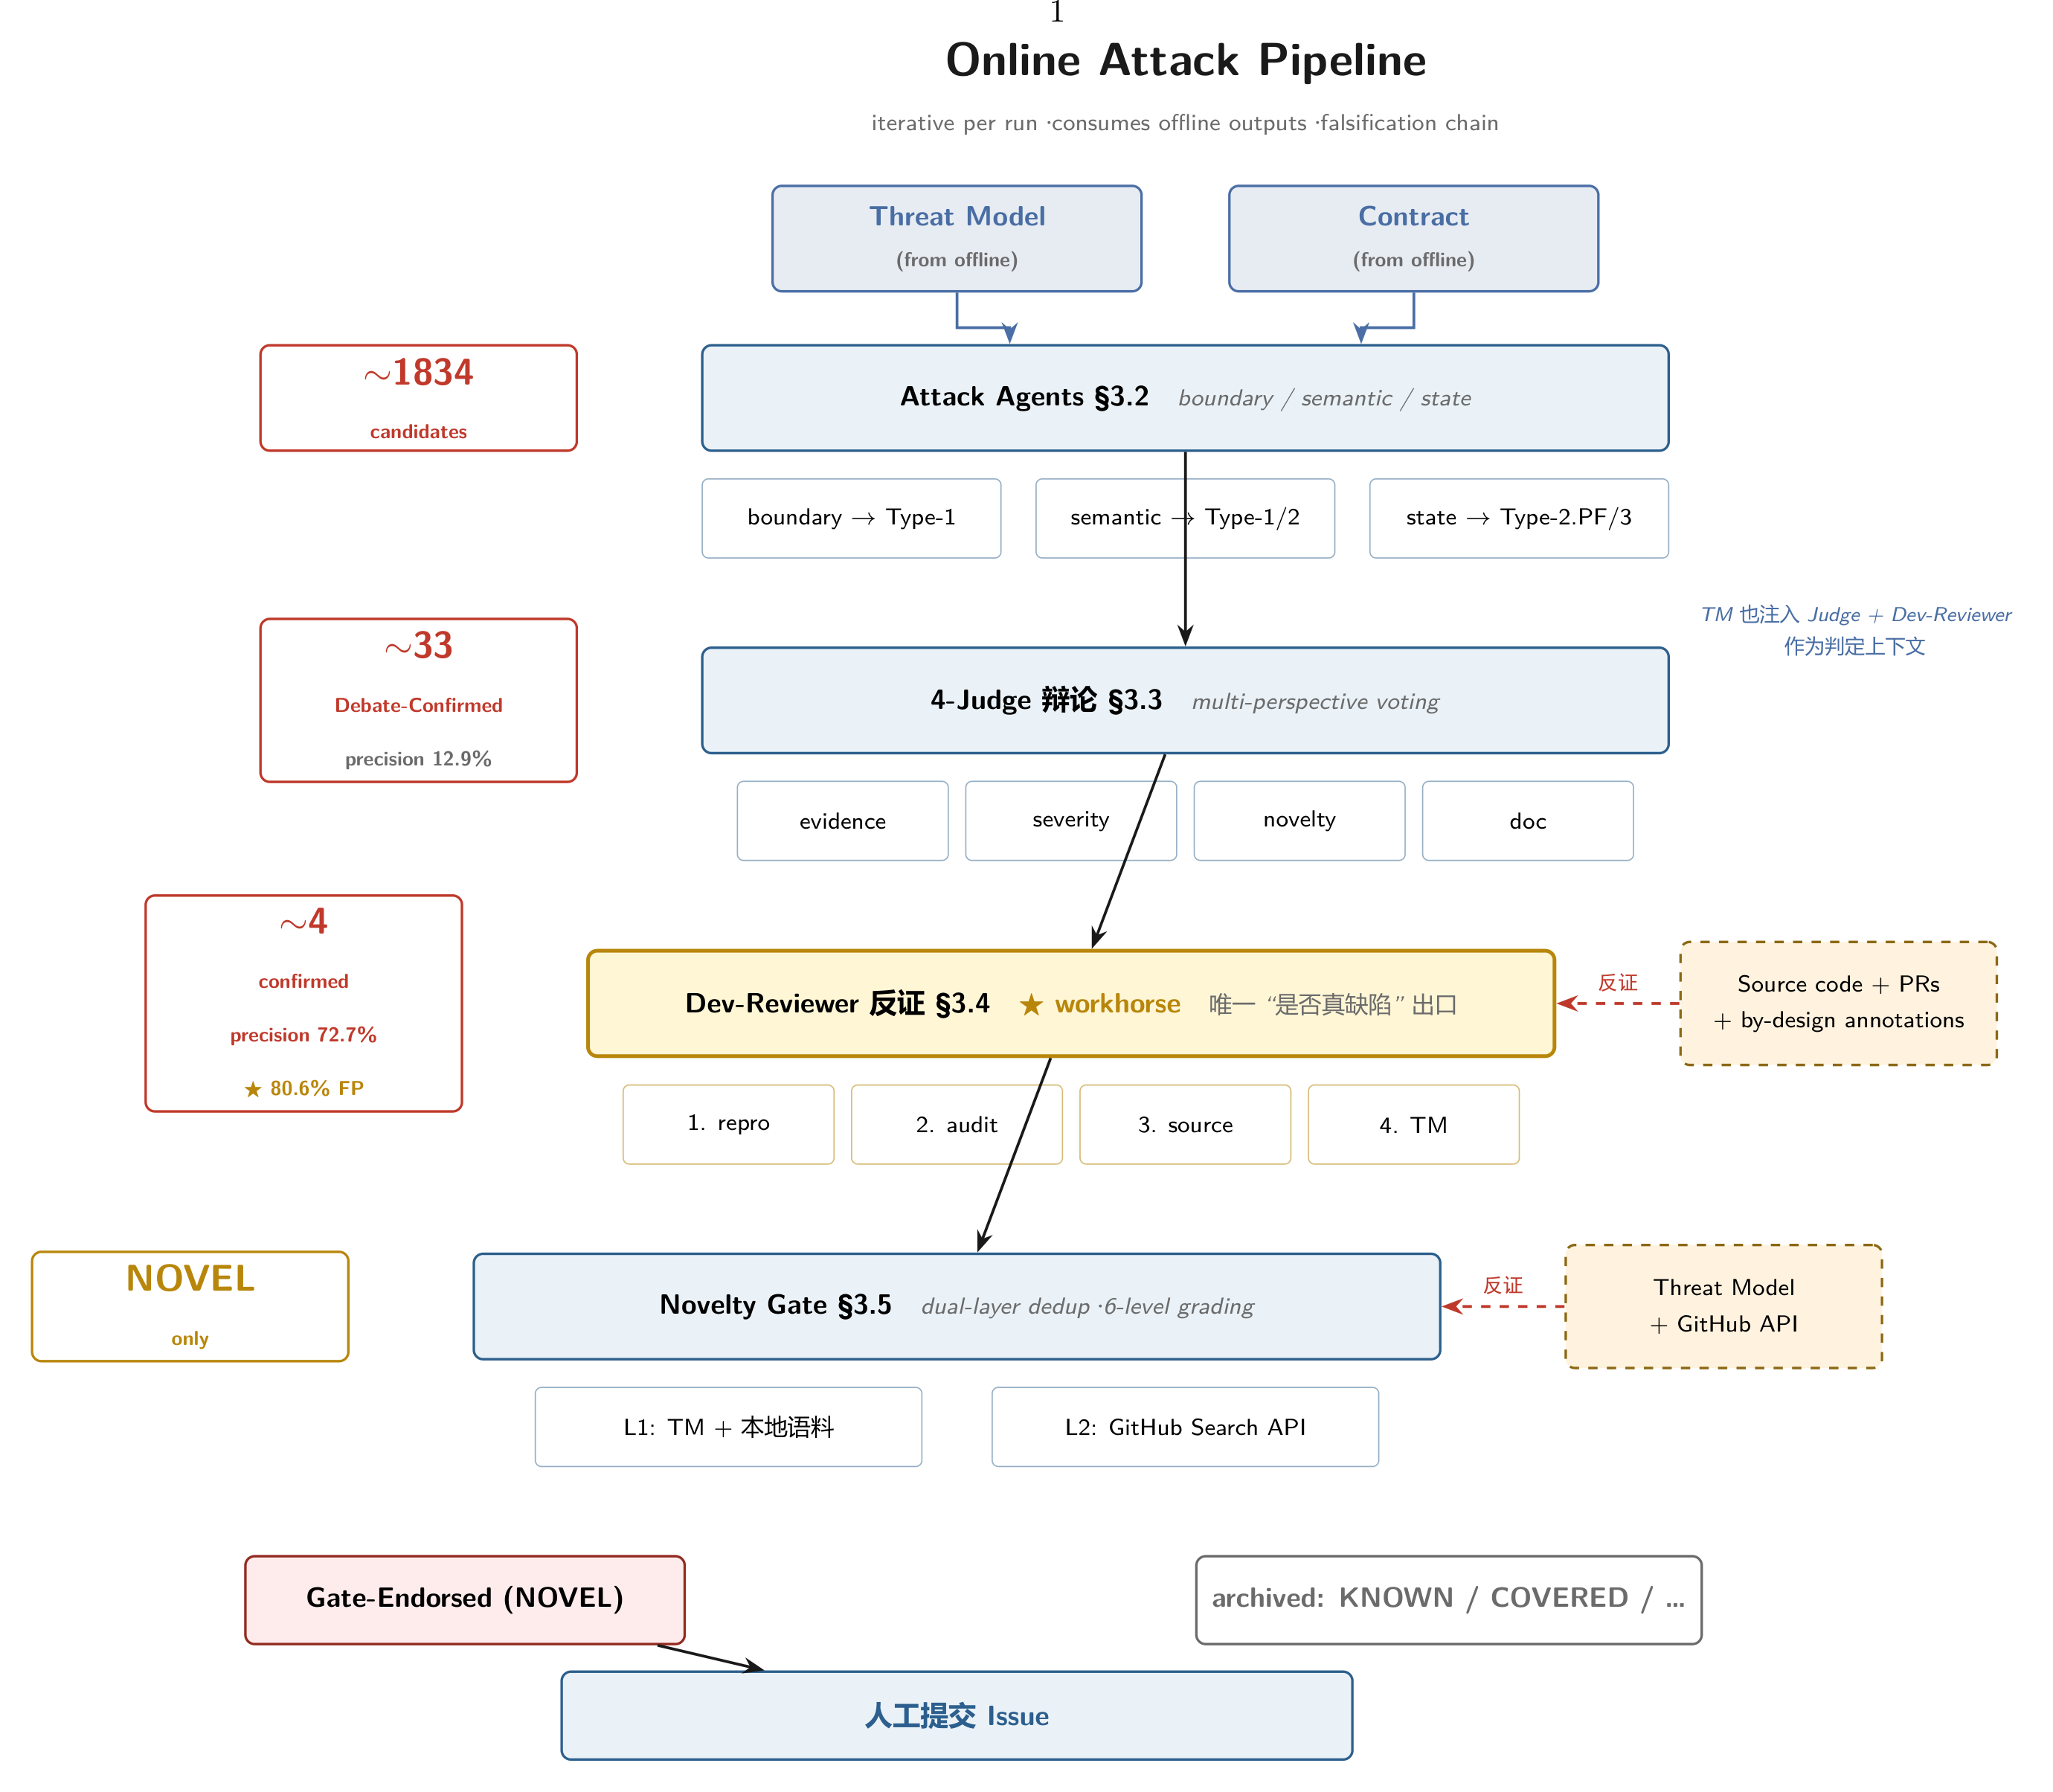 1
Online Attack Pipeline
iterative per run ·consumes offline outputs ·falsification chain
Threat Model
(from offline)
Contract
(from offline)
~1834
candidates
Attack Agents §3.2 boundary / semantic / state
boundary → Type-1
semantic → Type-1/2
state → Type-2.PF/3
TM 也注入 Judge + Dev-Reviewer
作为判定上下文
~33
Debate-Confirmed
precision 12.9%
4-Judge 辩论 §3.3 multi-perspective voting
evidence
severity
novelty
doc
~4
confirmed
precision 72.7%
★ 80.6% FP
Dev-Reviewer 反证 §3.4 ★ workhorse 唯一 “是否真缺陷” 出口
反证
Source code + PRs
+ by-design annotations
1. repro
2. audit
3. source
4. TM
NOVEL
only
Novelty Gate §3.5 dual-layer dedup ·6-level grading
反证
Threat Model
+ GitHub API
L1: TM + 本地语料
L2: GitHub Search API
Gate-Endorsed (NOVEL)
archived: KNOWN / COVERED / ...
人工提交 Issue